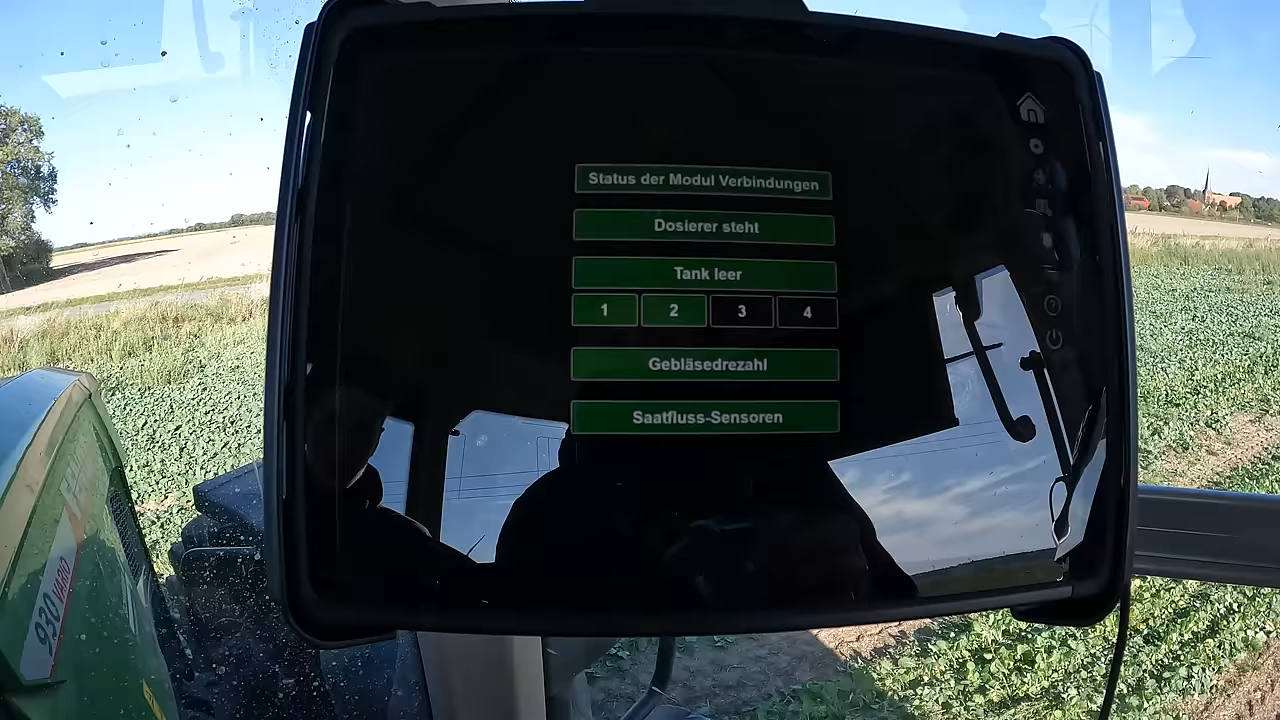 Status der Modul Verbindungen
Dosierer steht
Tank leer
1 2 3 4
Gebläsedrezahl
Saatfluss-Sensoren
930 VARIO